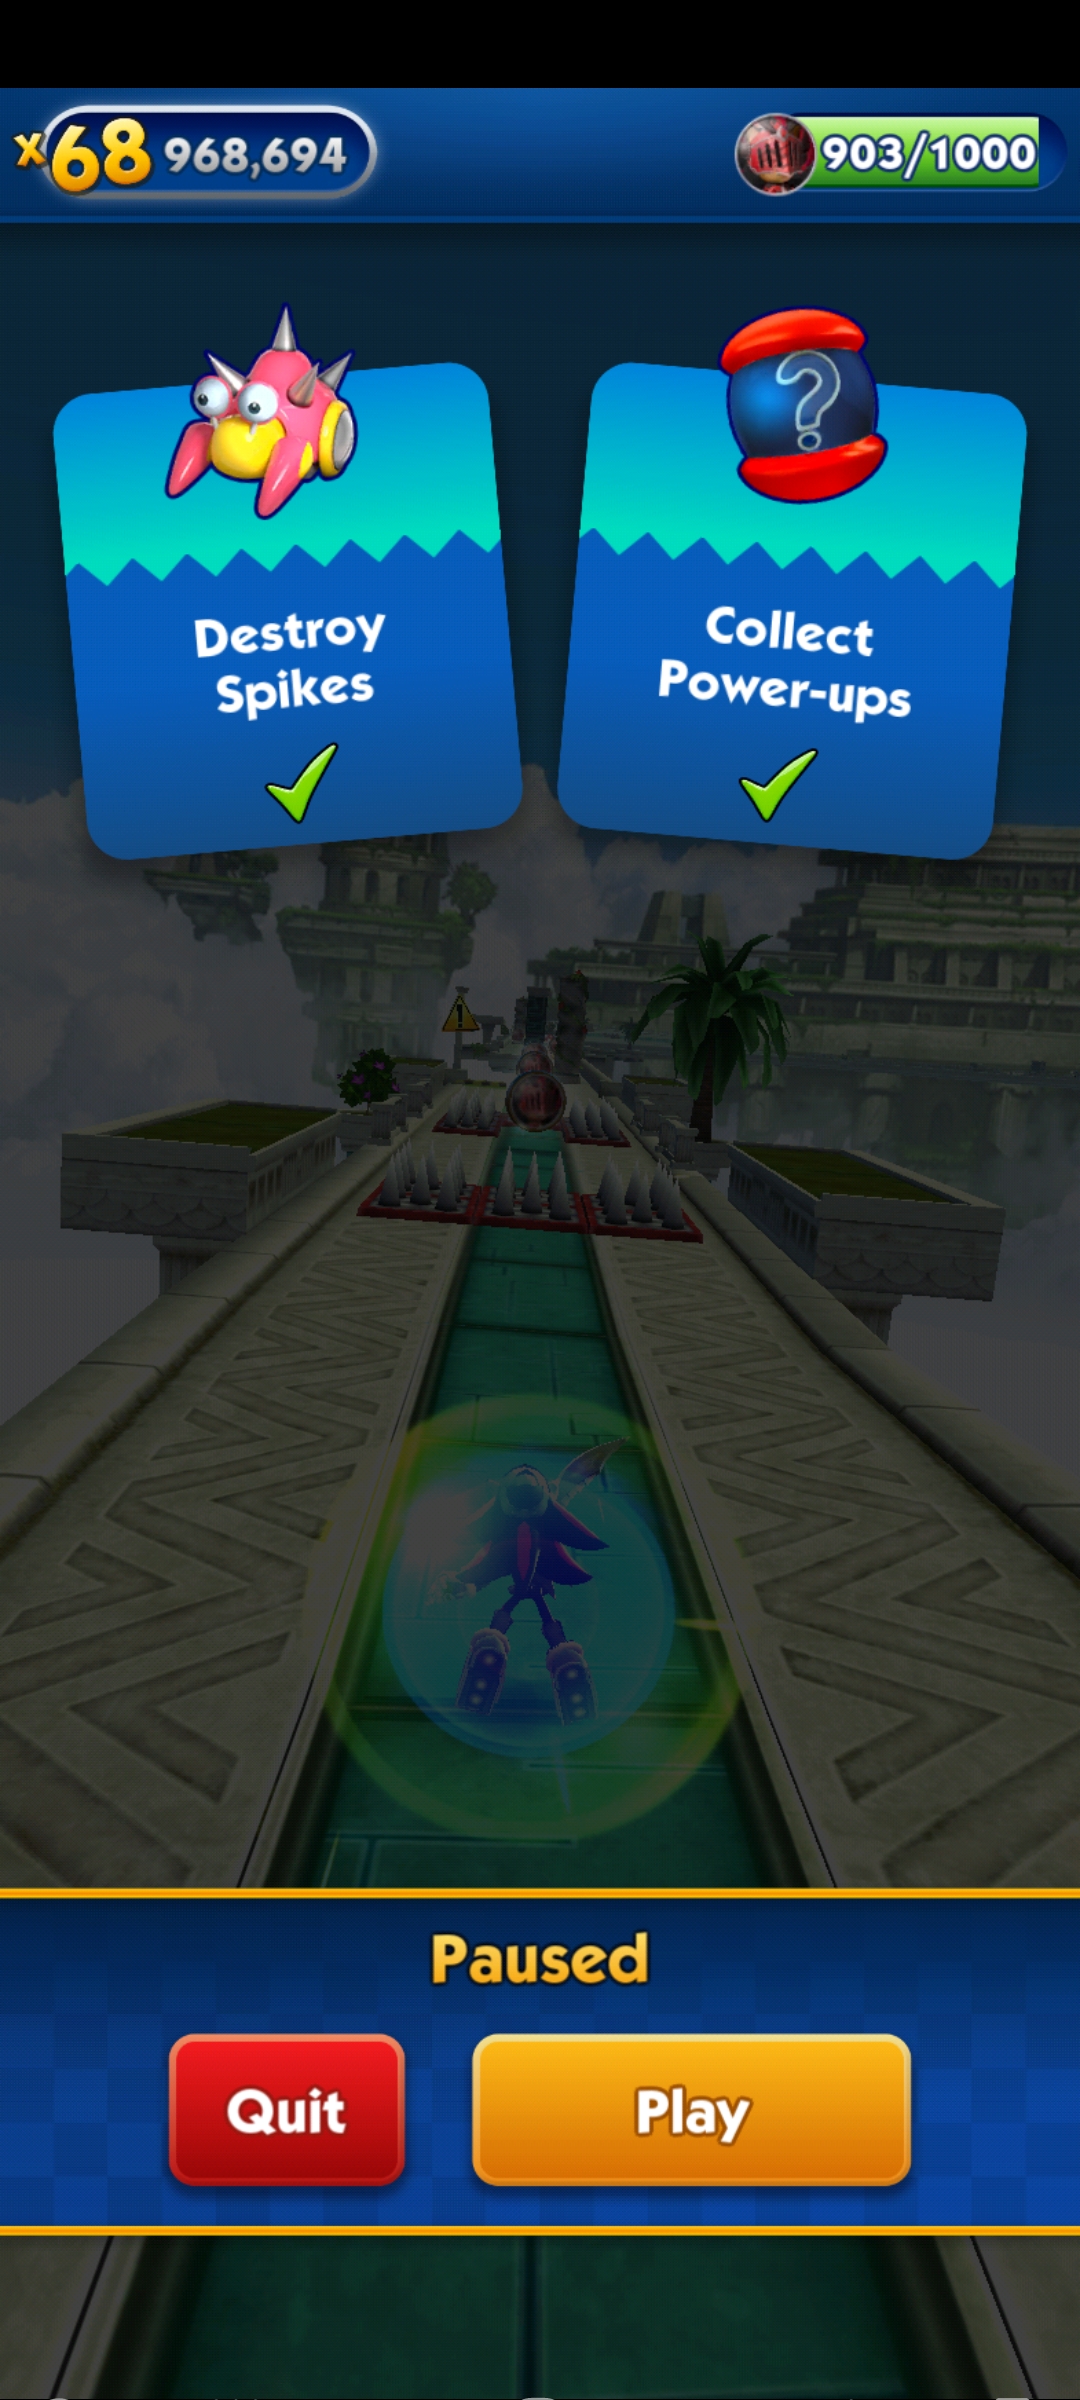 x68 968,694
903/1000
?
Destroy
Spikes
Collect
Power-ups
!
Paused
Quit
Play